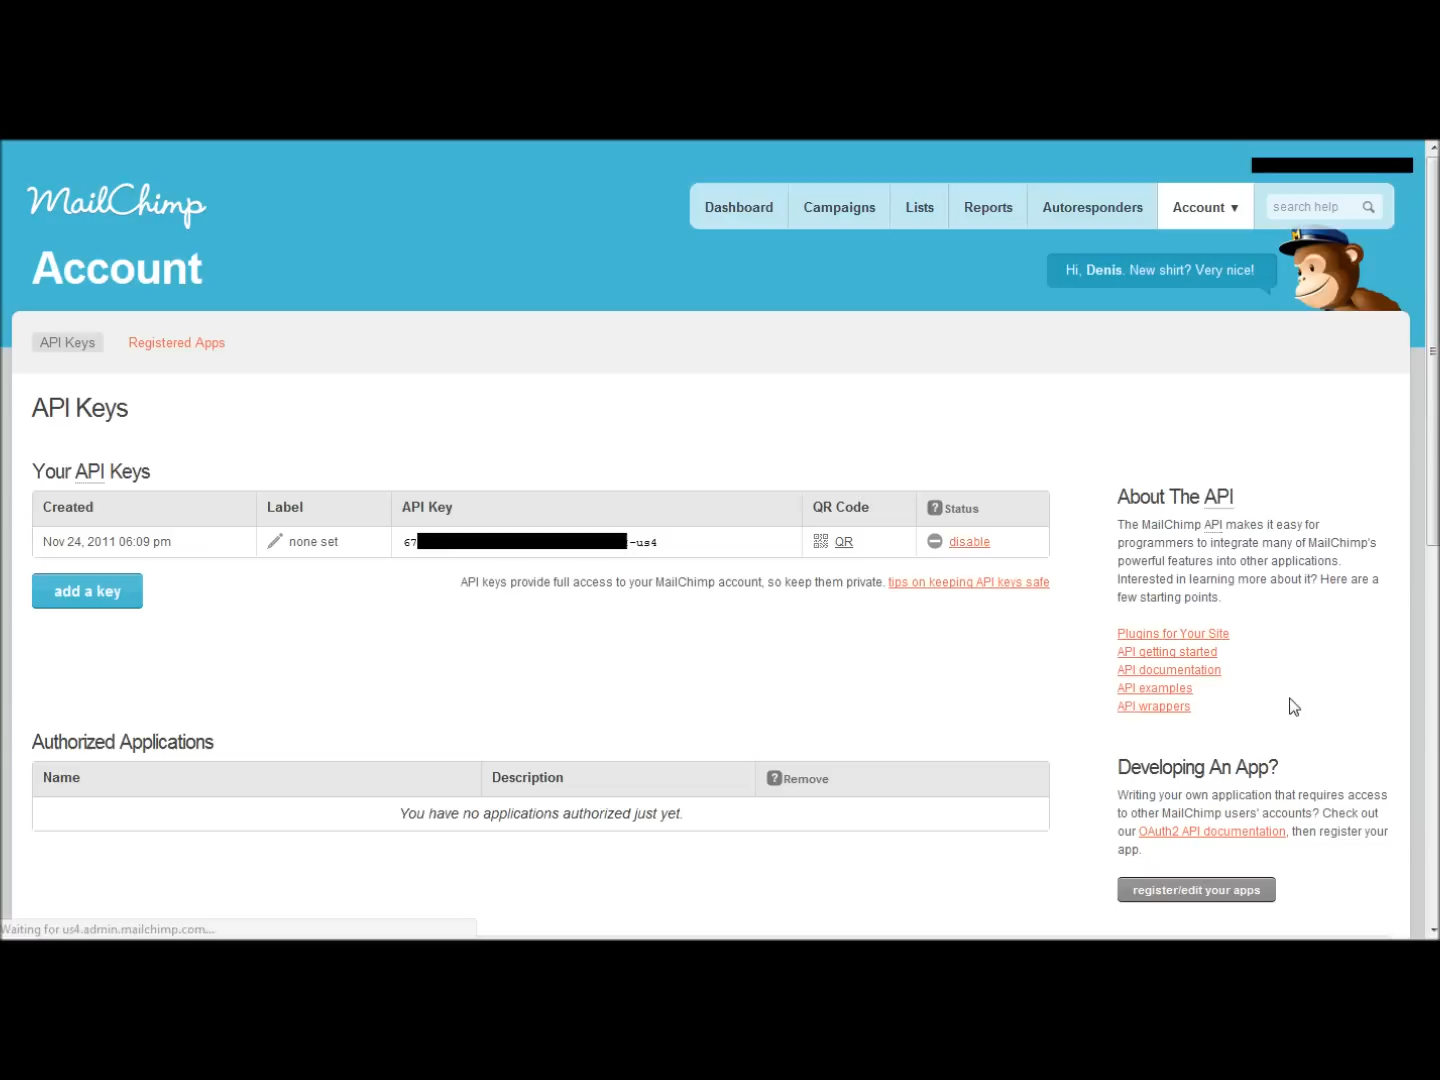 MailChimp
Dashboard Campaigns Lists Reports Autoresponders Account ▾ search help
Account
Hi, Denis. New shirt? Very nice!
API Keys Registered Apps
API Keys
Your API Keys
Created Label API Key QR Code ? Status
Nov 24, 2011 06:09 pm none set 67 -us4 QR disable
add a key
API keys provide full access to your MailChimp account, so keep them private. tips on keeping API keys safe
Authorized Applications
Name Description ? Remove
You have no applications authorized just yet.
About The API
The MailChimp API makes it easy for
programmers to integrate many of MailChimp's
powerful features into other applications.
Interested in learning more about it? Here are a
few starting points.
Plugins for Your Site
API getting started
API documentation
API examples
API wrappers
Developing An App?
Writing your own application that requires access
to other MailChimp users' accounts? Check out
our OAuth2 API documentation, then register your
app.
register/edit your apps
Waiting for us4.admin.mailchimp.com...